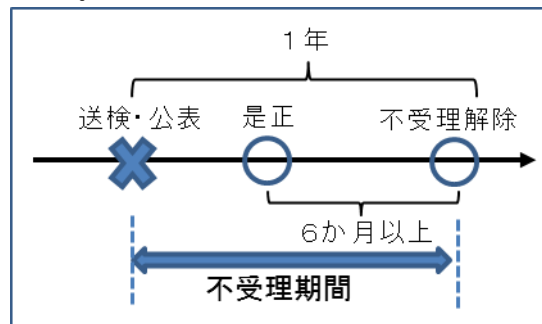 １年
送検・公表 是正 不受理解除
６か月以上
不受理期間